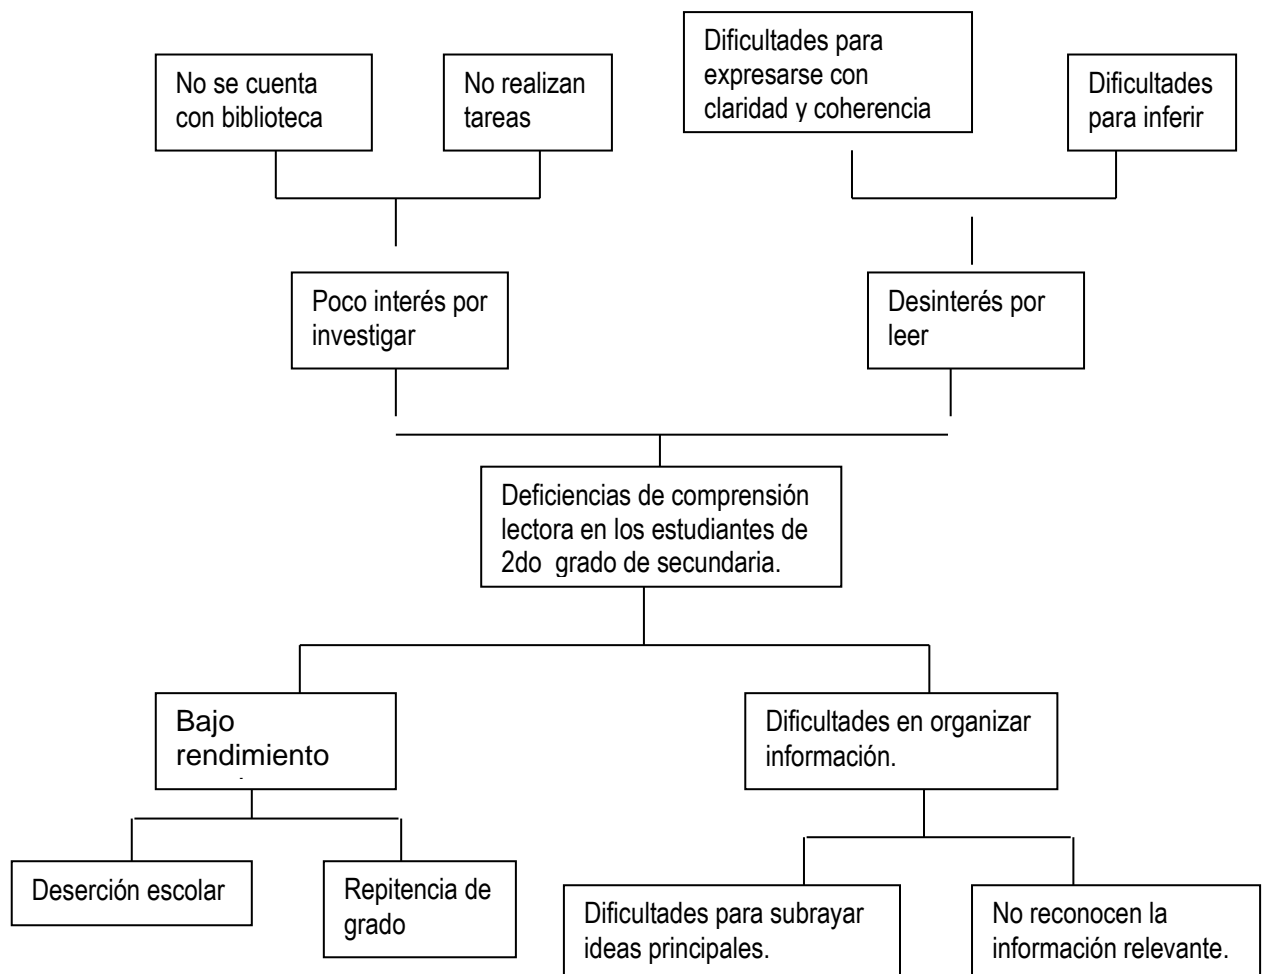 No se cuenta
con biblioteca
No realizan
tareas
Dificultades para
expresarse con
claridad y coherencia
Dificultades
para inferir
Poco interés por
investigar
Desinterés por
leer
Deficiencias de comprensión
lectora en los estudiantes de
2do grado de secundaria.
Bajo
rendimiento
Dificultades en organizar
información.
Deserción escolar
Repitencia de
grado
Dificultades para subrayar
ideas principales.
No reconocen la
información relevante.